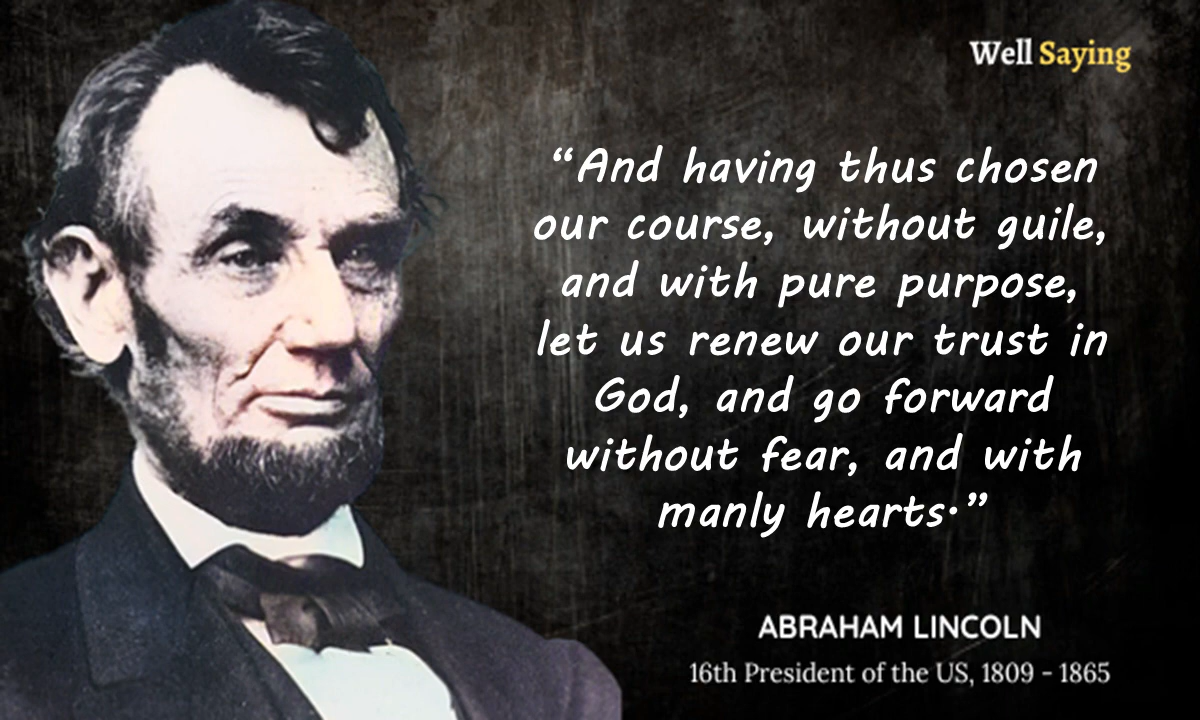 Well Saying
“And having thus chosen
our course, without guile,
and with pure purpose,
let us renew our trust in
God, and go forward
without fear, and with
manly hearts·”
ABRAHAM LINCOLN
16th President of the US, 1809 - 1865